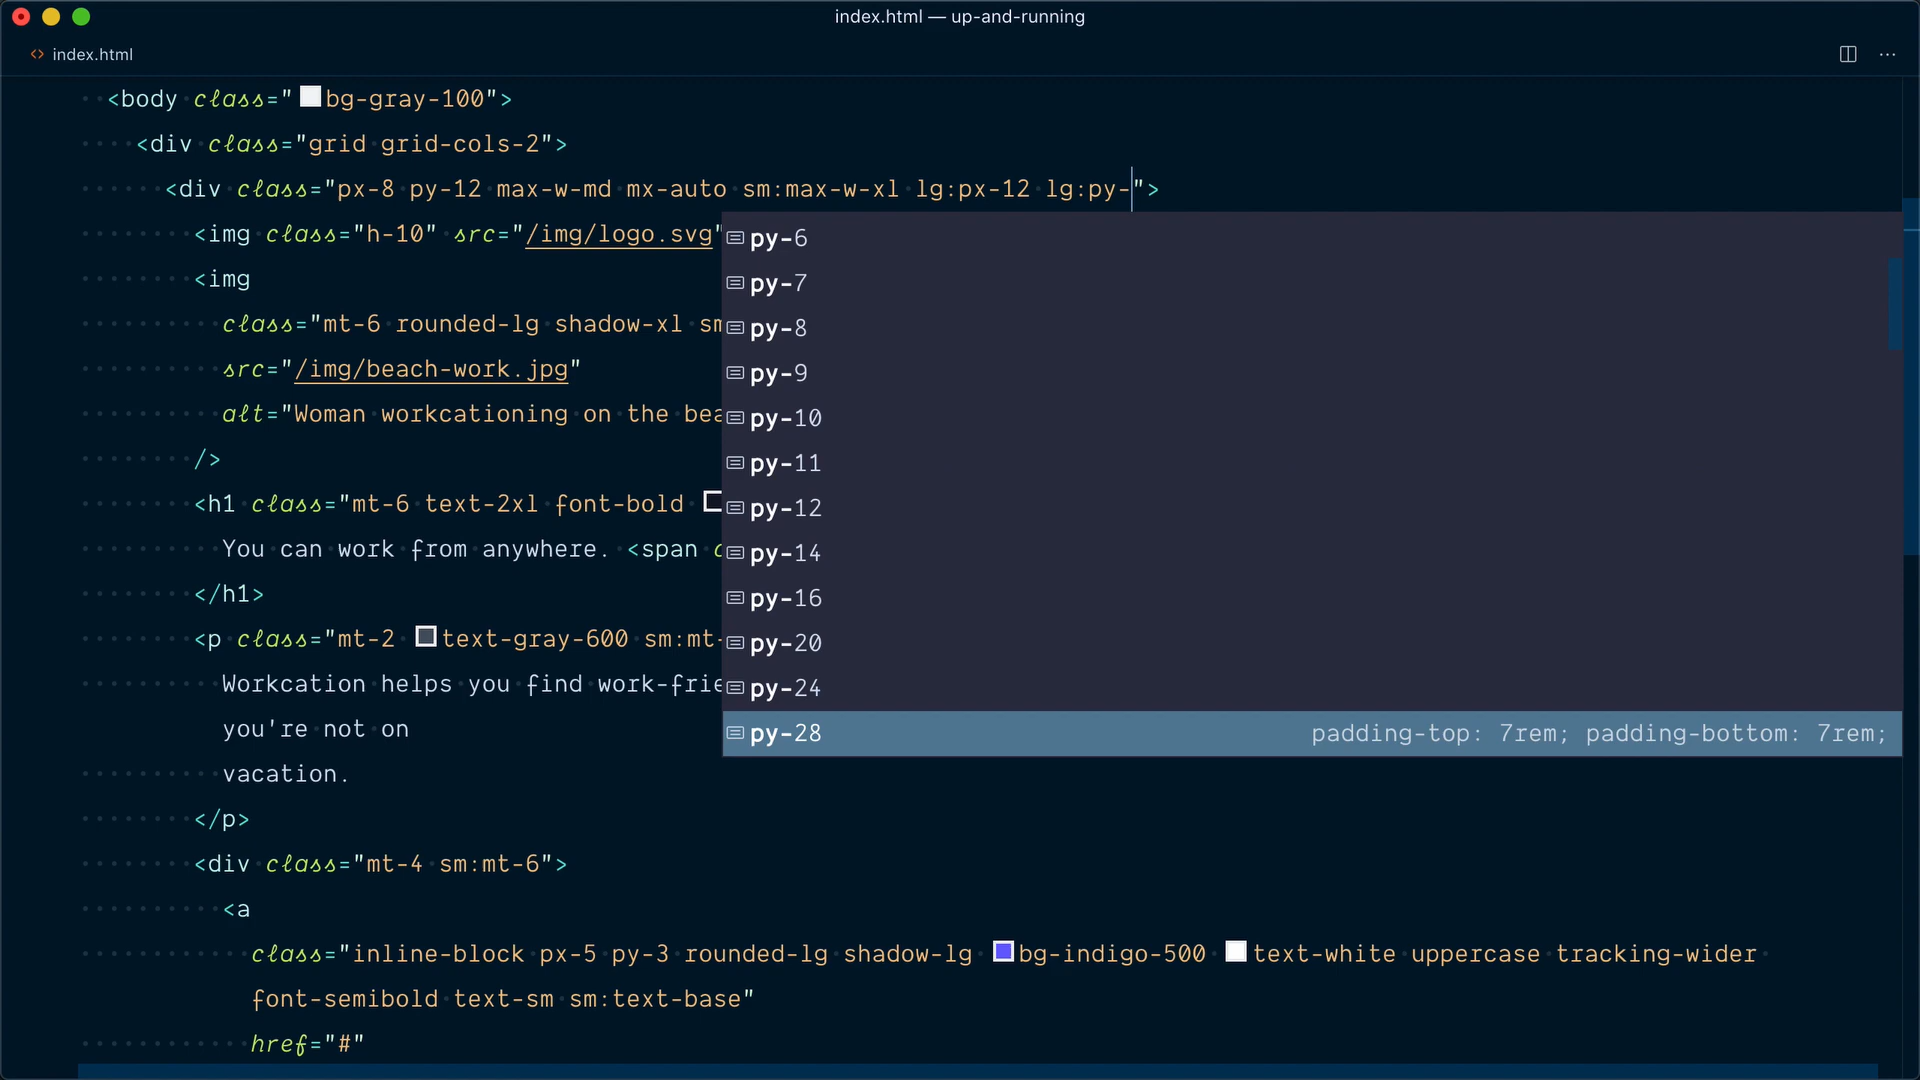 index.html — up-and-running
<> index.html
<body class="bg-gray-100">
<div class="grid grid-cols-2">
<div class="px-8 py-12 max-w-md mx-auto sm:max-w-xl lg:px-12 lg:py-">
<img class="h-10" src="/img/logo.svg"
py-6
<img
py-7
class="mt-6 rounded-lg shadow-xl sm
py-8
src="/img/beach-work.jpg"
py-9
alt="Woman workcationing on the bea
py-10
/>
py-11
<h1 class="mt-6 text-2xl font-bold
py-12
You can work from anywhere. <span c
py-14
</h1>
py-16
<p class="mt-2 text-gray-600 sm:mt-
py-20
Workcation helps you find work-frie
py-24
you're not on
py-28 padding-top: 7rem; padding-bottom: 7rem;
vacation.
</p>
<div class="mt-4 sm:mt-6">
<a
class="inline-block px-5 py-3 rounded-lg shadow-lg bg-indigo-500 text-white uppercase tracking-wider
font-semibold text-sm sm:text-base"
href="#"